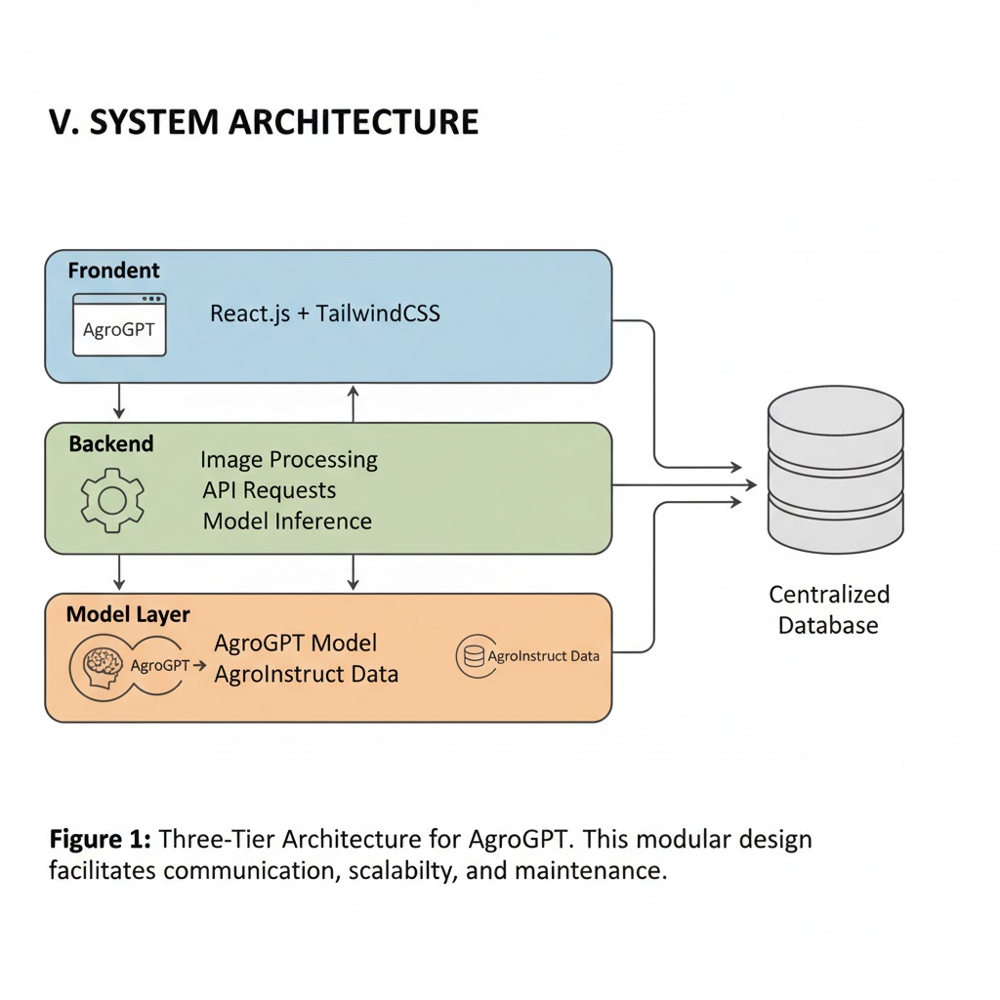 V. SYSTEM ARCHITECTURE
Frondent
AgroGPT
React.js + TailwindCSS
Backend
Image Processing
API Requests
Model Inference
Model Layer
AgroGPT
AgroGPT Model
AgroInstruct Data
AgroInstruct Data
Centralized
Database
Figure 1: Three-Tier Architecture for AgroGPT. This modular design
facilitates communication, scalabilty, and maintenance.